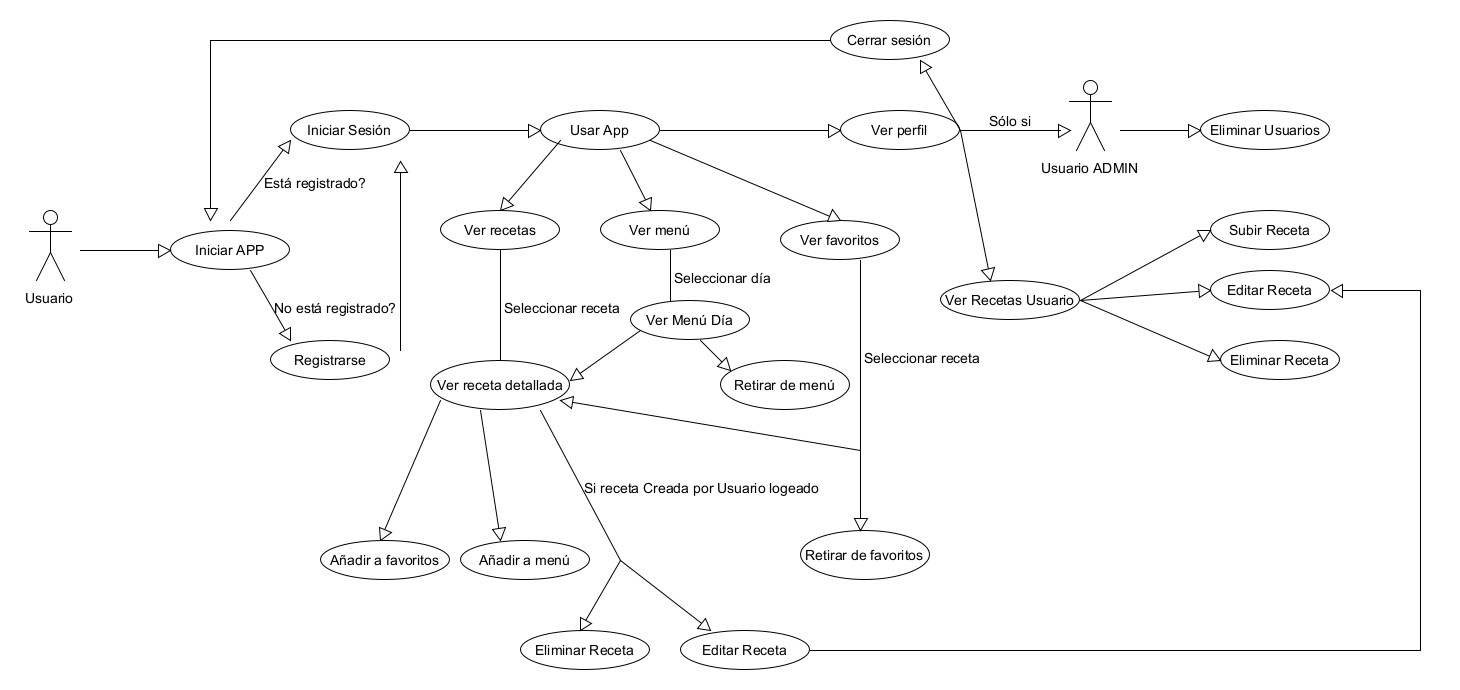 Cerrar sesión
Iniciar Sesión
Usar App
Ver perfil
Sólo si
Eliminar Usuarios
Usuario ADMIN
Está registrado?
Ver recetas
Ver menú
Ver favoritos
Subir Receta
Iniciar APP
Usuario
No está registrado?
Seleccionar día
Seleccionar receta
Ver Menú Día
Ver Recetas Usuario
Editar Receta
Registrarse
Seleccionar receta
Eliminar Receta
Ver receta detallada
Retirar de menú
Si receta Creada por Usuario logeado
Añadir a favoritos
Añadir a menú
Retirar de favoritos
Eliminar Receta
Editar Receta